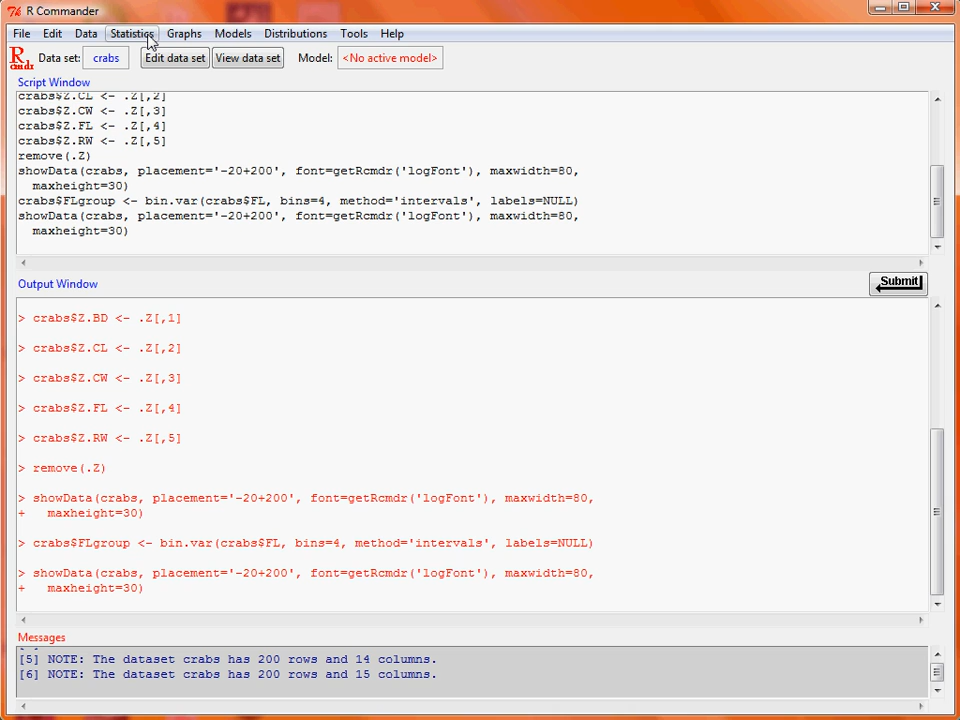 R Commander
File Edit Data Statistics Graphs Models Distributions Tools Help
R cmdr Data set: crabs Edit data set View data set Model: <No active model>
Script Window
crabs$Z.CL <- .Z[,2]
crabs$Z.CW <- .Z[,3]
crabs$Z.FL <- .Z[,4]
crabs$Z.RW <- .Z[,5]
remove(.Z)
showData(crabs, placement='-20+200', font=getRcmdr('logFont'), maxwidth=80,
  maxheight=30)
crabs$FLgroup <- bin.var(crabs$FL, bins=4, method='intervals', labels=NULL)
showData(crabs, placement='-20+200', font=getRcmdr('logFont'), maxwidth=80,
  maxheight=30)
Output Window
Submit
> crabs$Z.BD <- .Z[,1]
> crabs$Z.CL <- .Z[,2]
> crabs$Z.CW <- .Z[,3]
> crabs$Z.FL <- .Z[,4]
> crabs$Z.RW <- .Z[,5]
> remove(.Z)
> showData(crabs, placement='-20+200', font=getRcmdr('logFont'), maxwidth=80,
+   maxheight=30)
> crabs$FLgroup <- bin.var(crabs$FL, bins=4, method='intervals', labels=NULL)
> showData(crabs, placement='-20+200', font=getRcmdr('logFont'), maxwidth=80,
+   maxheight=30)
Messages
[5] NOTE: The dataset crabs has 200 rows and 14 columns.
[6] NOTE: The dataset crabs has 200 rows and 15 columns.